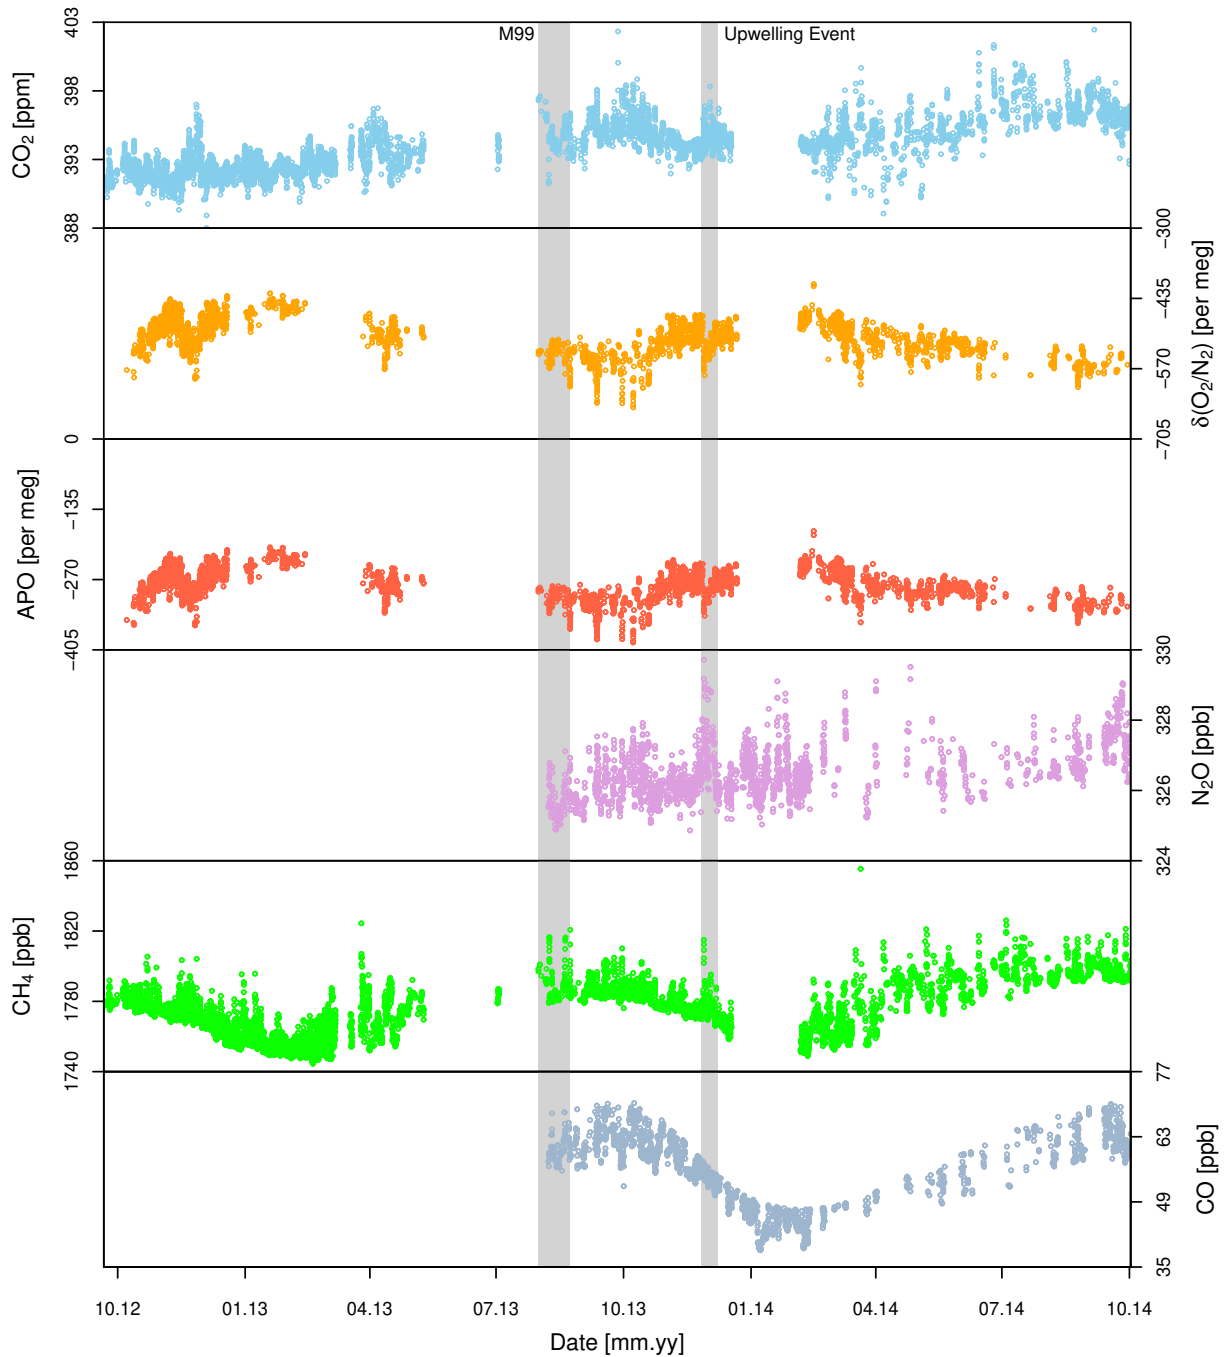 M99
Upwelling Event
CO₂ [ppm]
403
398
393
388
δ(O₂/N₂) [per meg]
−300
−435
−570
−705
APO [per meg]
0
−135
−270
−405
N₂O [ppb]
330
328
326
324
CH₄ [ppb]
1860
1820
1780
1740
CO [ppb]
77
63
49
35
10.12 01.13 04.13 07.13 10.13 01.14 04.14 07.14 10.14
Date [mm.yy]